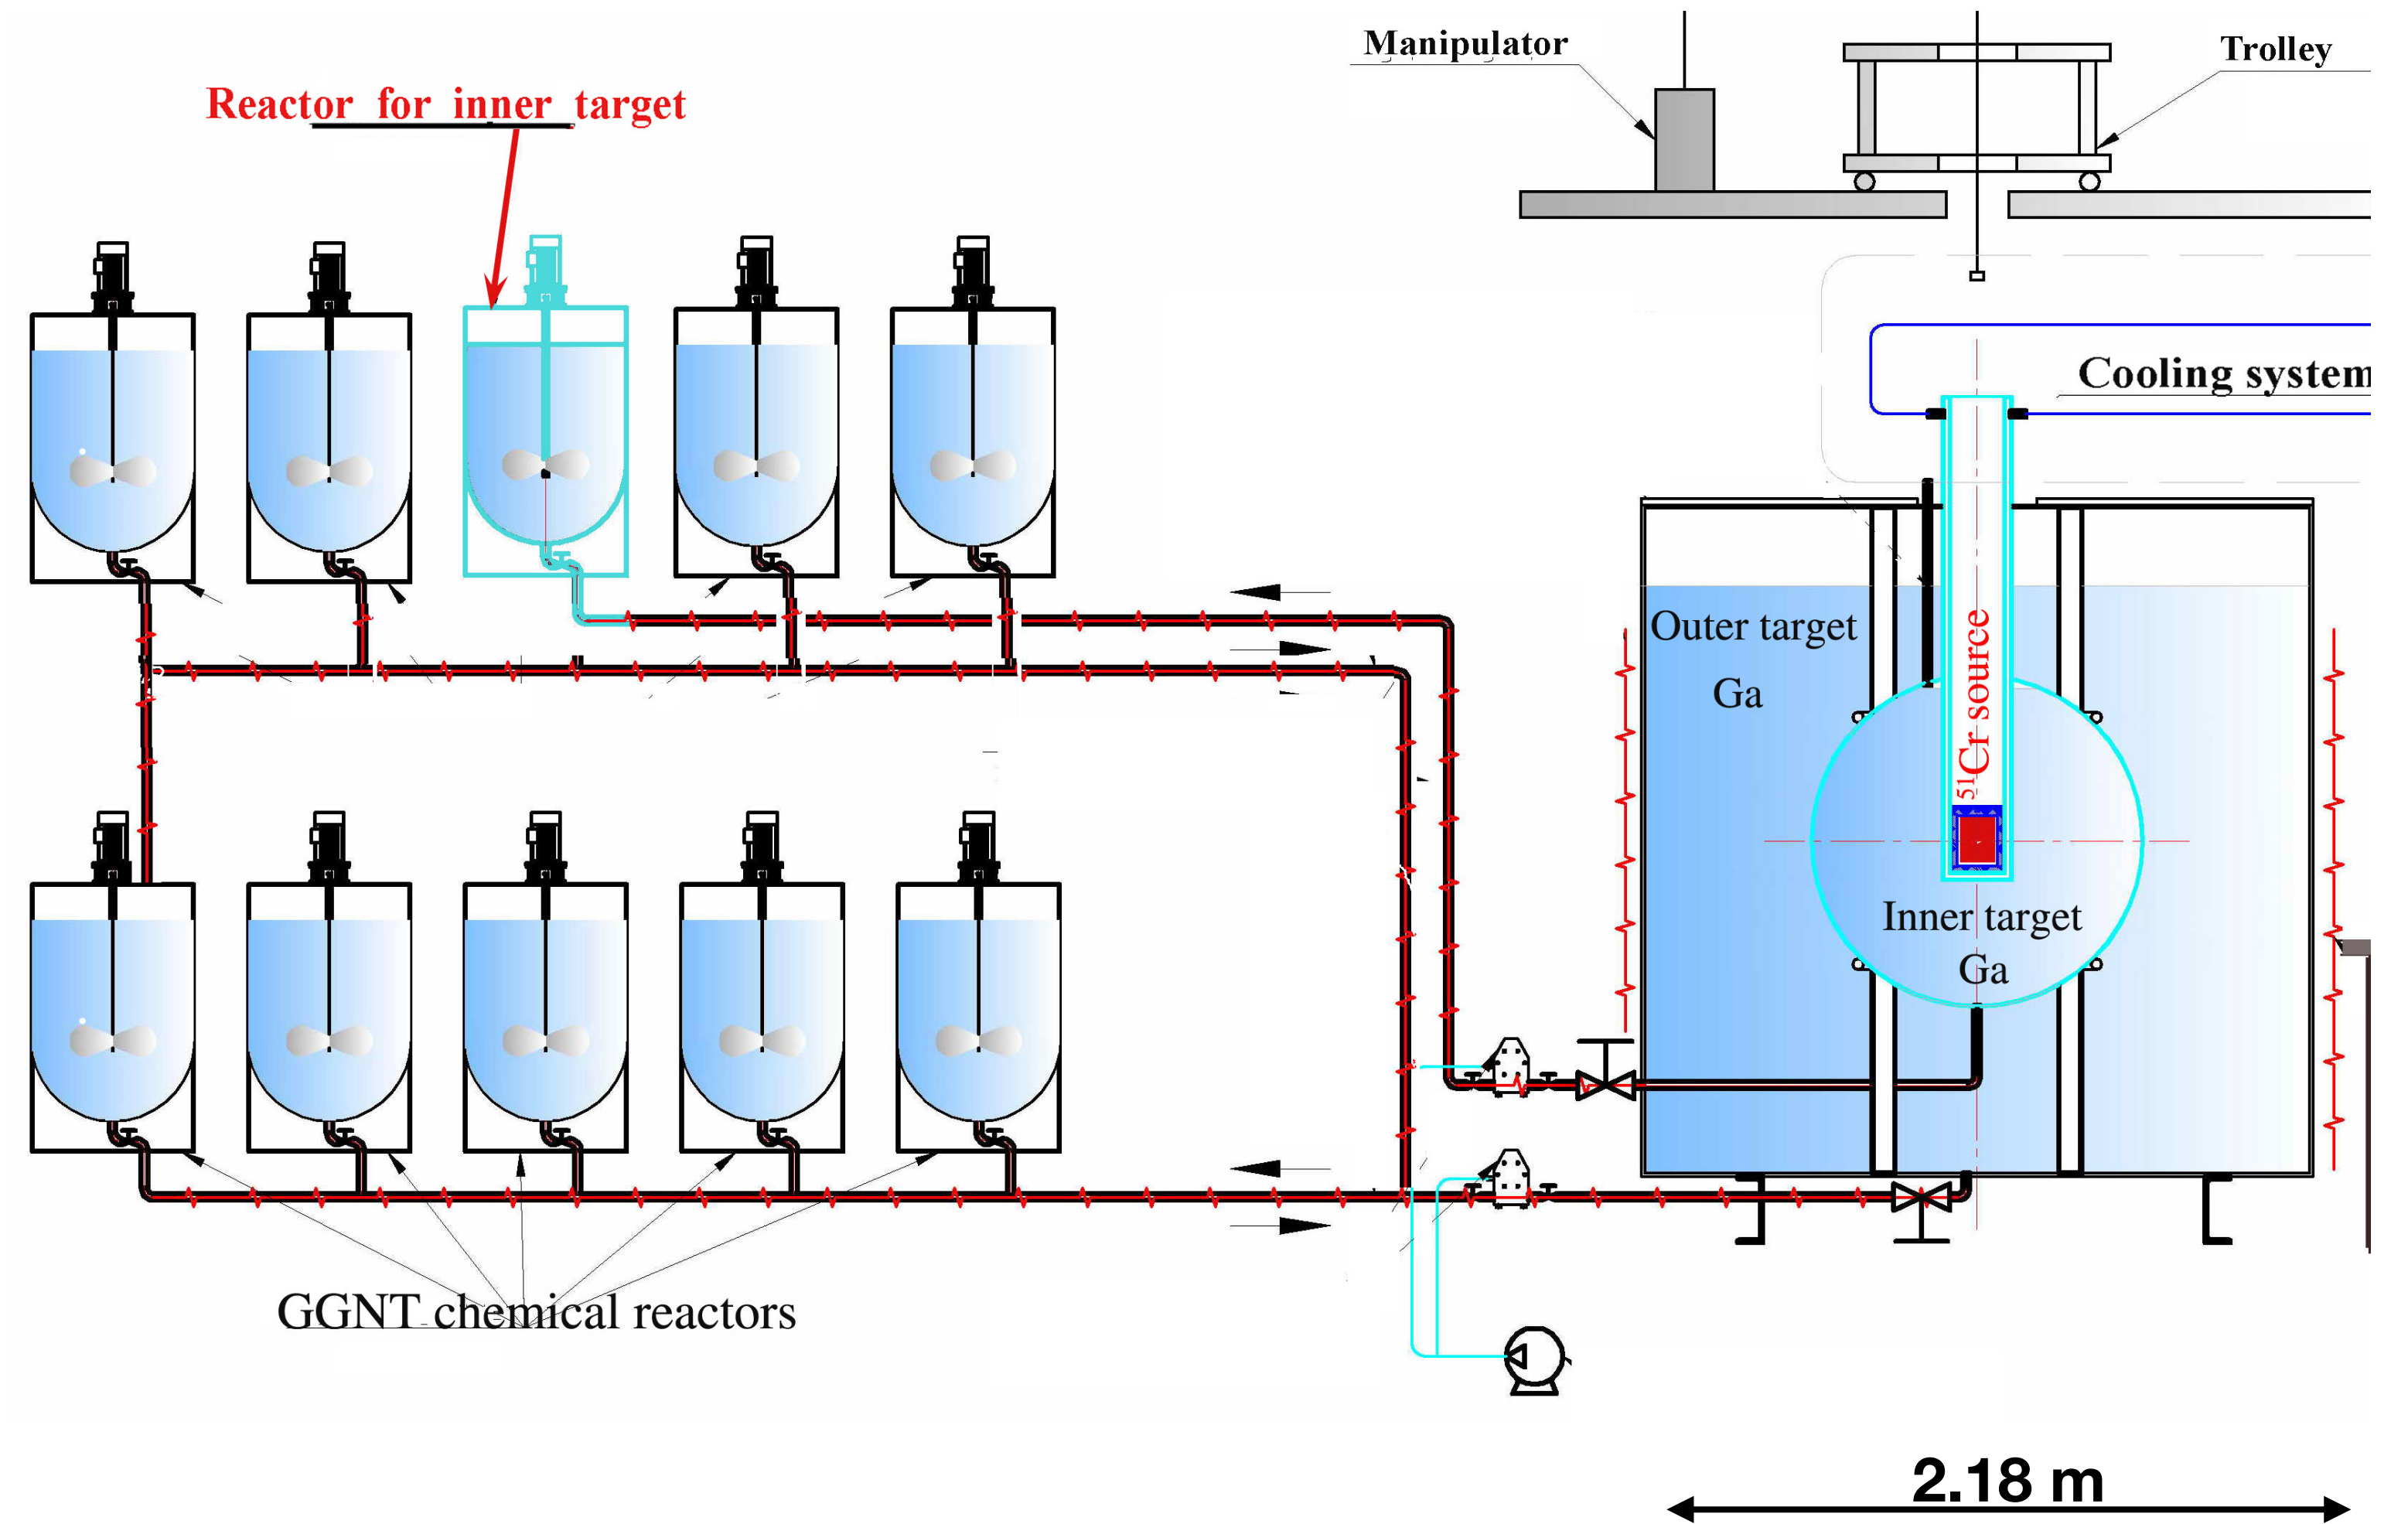 Manipulator
Trolley
Reactor for inner target
Cooling system
Outer target
Ga
⁵¹Cr source
Inner target
Ga
GGNT chemical reactors
2.18 m